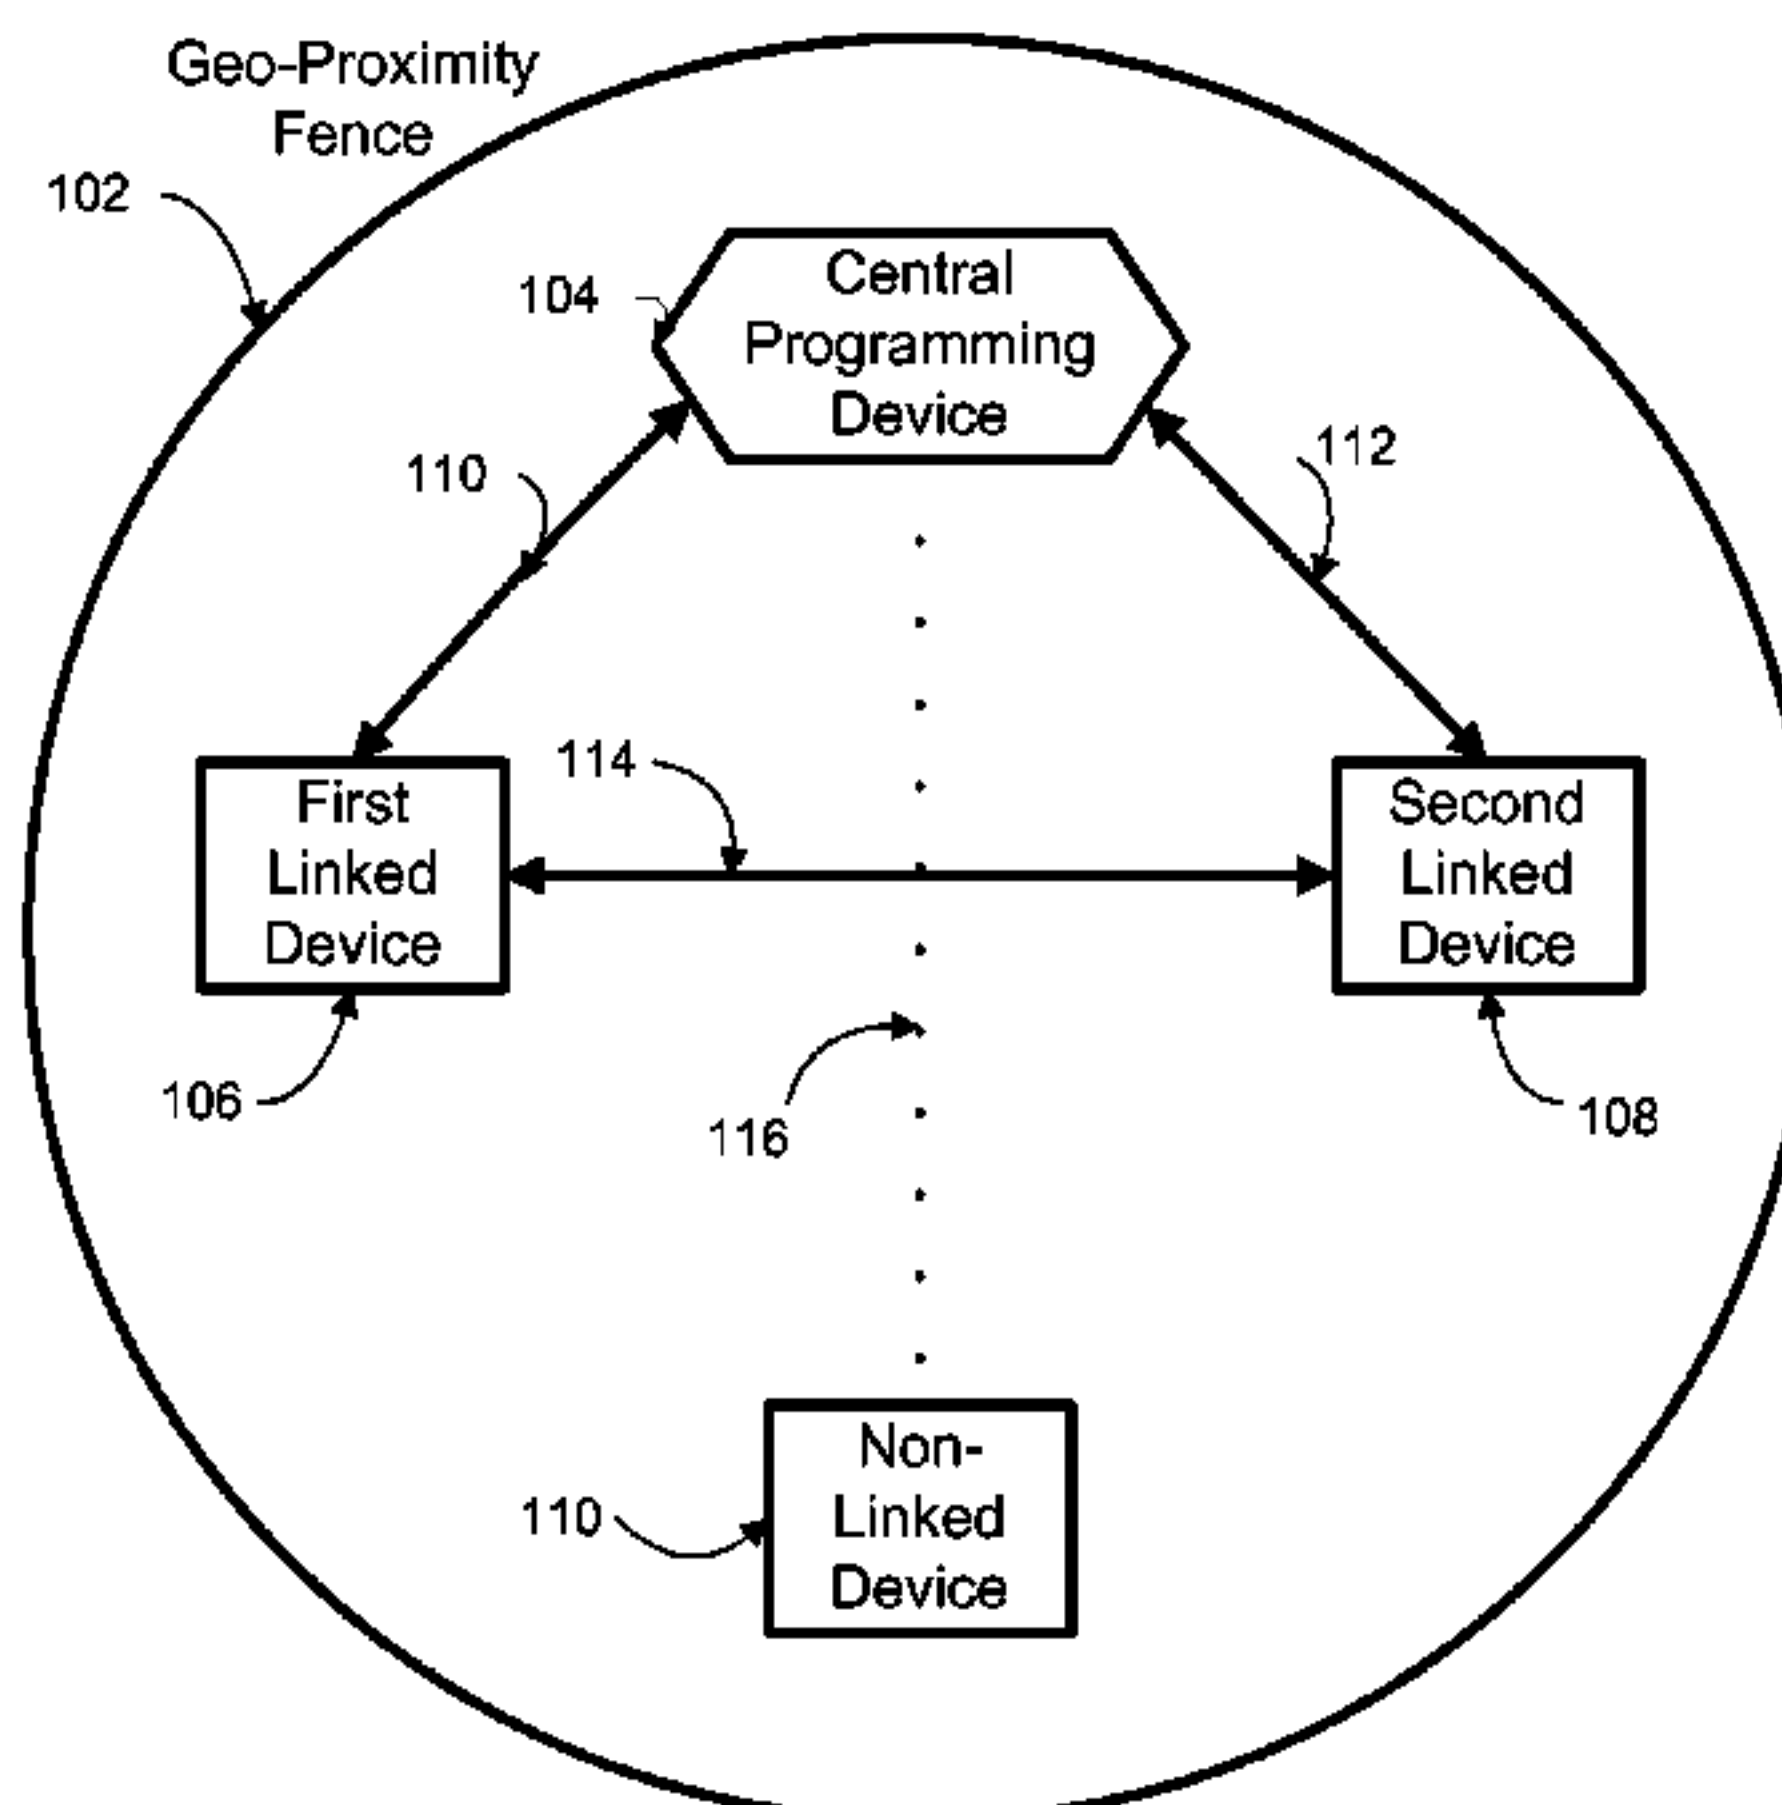 Geo-Proximity
Fence
102
104
Central
Programming
Device
110
112
114
First
Linked
Device
Second
Linked
Device
106
116
108
110
Non-
Linked
Device